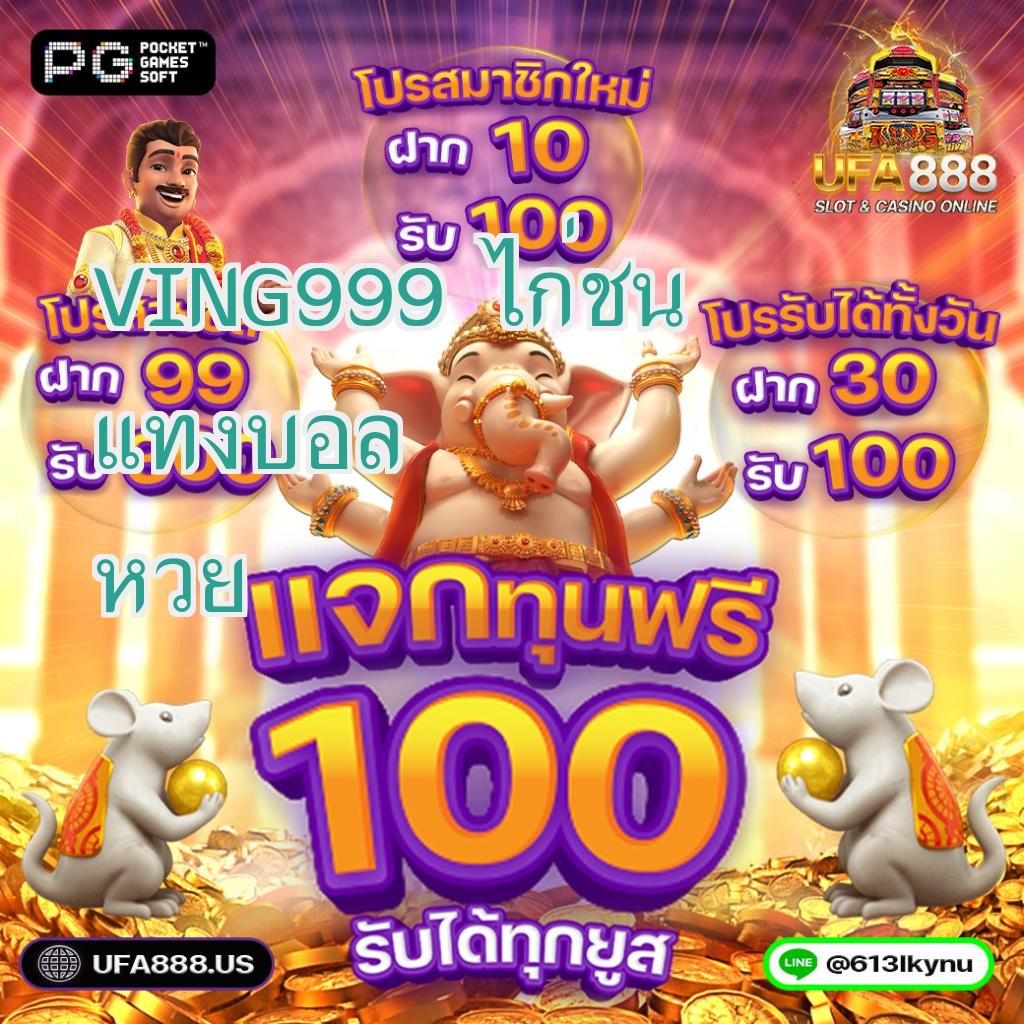 PG POCKET GAMES SOFT™
โปรสมาชิกใหม่
ฝาก 10
รับ 100
UFA888
SLOT & CASINO ONLINE
VING999 ไก่ชน
แทงบอล
หวย
ฝาก 99
รับ
โปรรับได้ทั้งวัน
ฝาก 30
รับ 100
แจกทุนฟรี
100
รับได้ทุกยูส
UFA888.US
LINE @613lkynu